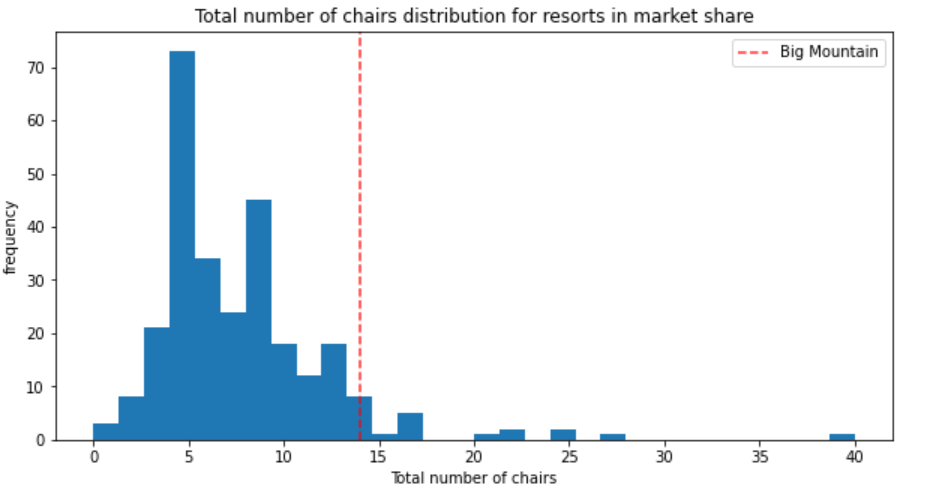 Total number of chairs distribution for resorts in market share
Big Mountain
70
60
50
40
30
20
10
0
frequency
0 5 10 15 20 25 30 35 40
Total number of chairs